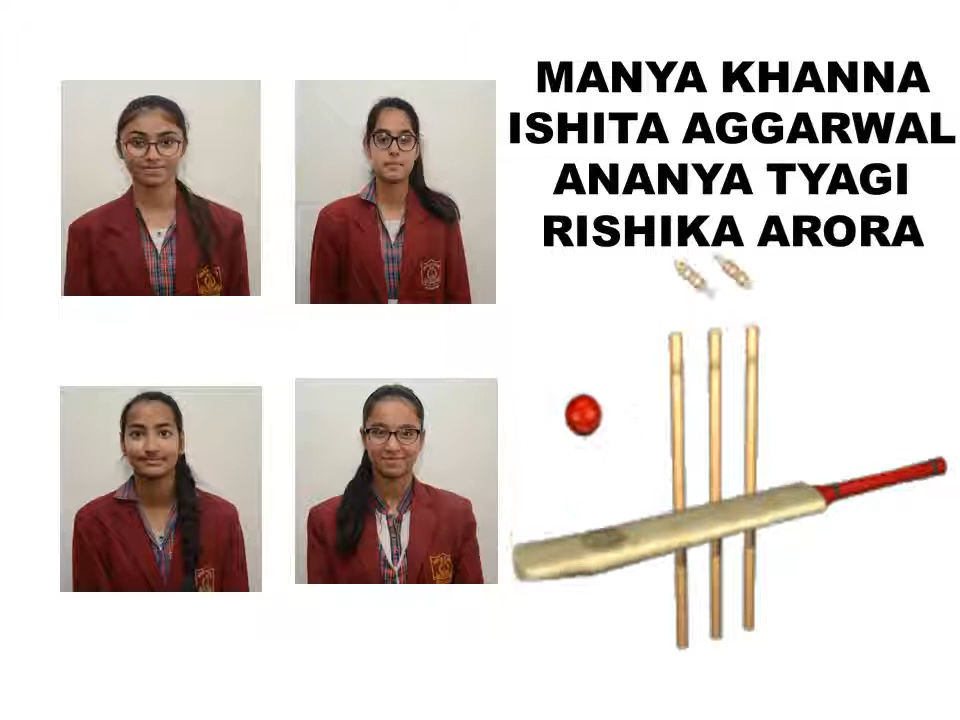 MANYA KHANNA
ISHITA AGGARWAL
ANANYA TYAGI
RISHIKA ARORA